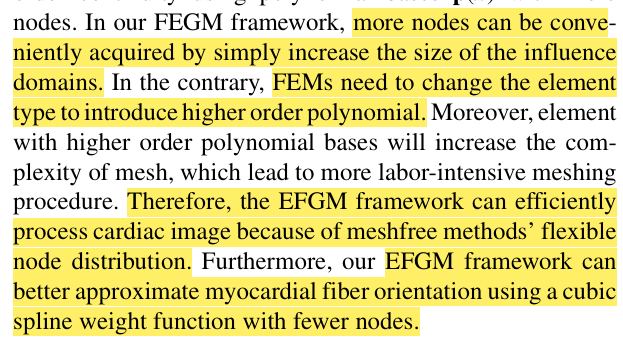 nodes. In our FEGM framework, more nodes can be conve-
niently acquired by simply increase the size of the influence
domains. In the contrary, FEMs need to change the element
type to introduce higher order polynomial. Moreover, element
with higher order polynomial bases will increase the com-
plexity of mesh, which lead to more labor-intensive meshing
procedure. Therefore, the EFGM framework can efficiently
process cardiac image because of meshfree methods’ flexible
node distribution. Furthermore, our EFGM framework can
better approximate myocardial fiber orientation using a cubic
spline weight function with fewer nodes.